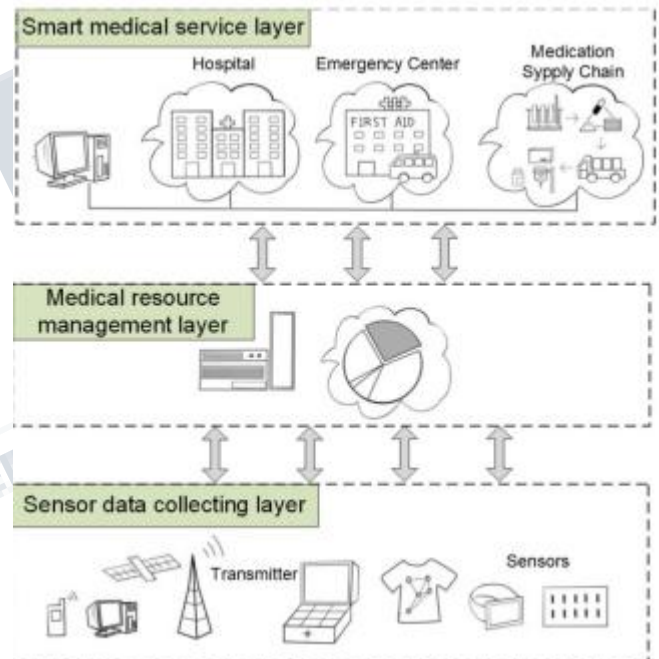 Smart medical service layer
Hospital
Emergency Center
Medication
Sypply Chain
FIRST AID
Medical resource
management layer
Sensor data collecting layer
Transmitter
Sensors